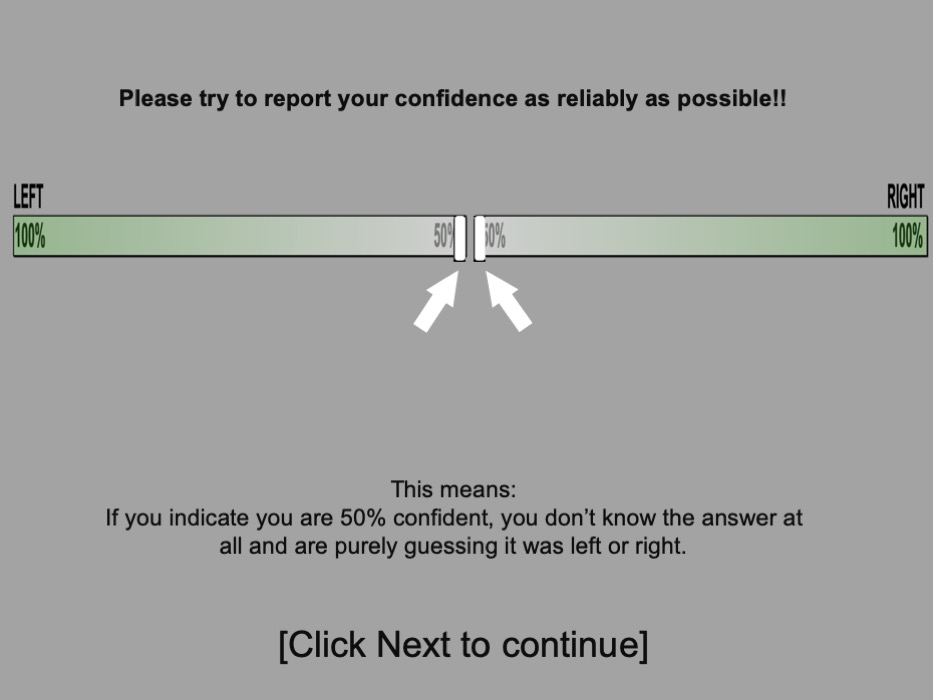 Please try to report your confidence as reliably as possible!!
LEFT RIGHT
100% 50% 50% 100%
This means:
If you indicate you are 50% confident, you don’t know the answer at
all and are purely guessing it was left or right.
[Click Next to continue]